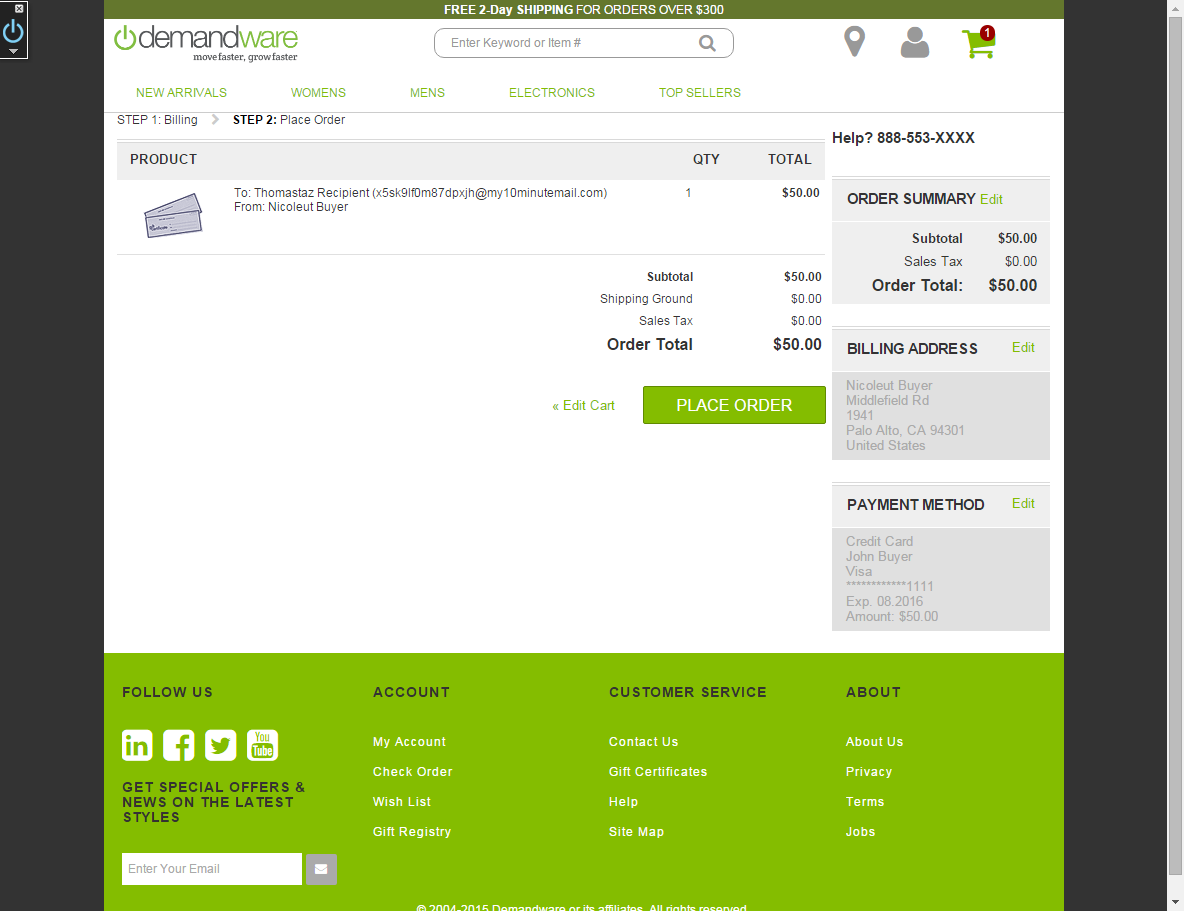 FREE 2-Day SHIPPING FOR ORDERS OVER $300
demandware
move faster, grow faster
Enter Keyword or Item #
1
NEW ARRIVALS WOMENS MENS ELECTRONICS TOP SELLERS
STEP 1: Billing STEP 2: Place Order
Help? 888-553-XXXX
PRODUCT QTY TOTAL
To: Thomastaz Recipient (x5sk9lf0m87dpxjh@my10minutemail.com) 1 $50.00
From: Nicoleut Buyer
Subtotal $50.00
Shipping Ground $0.00
Sales Tax $0.00
Order Total $50.00
« Edit Cart PLACE ORDER
ORDER SUMMARY Edit
Subtotal $50.00
Sales Tax $0.00
Order Total: $50.00
BILLING ADDRESS Edit
Nicoleut Buyer
Middlefield Rd
1941
Palo Alto, CA 94301
United States
PAYMENT METHOD Edit
Credit Card
John Buyer
Visa
************1111
Exp. 08.2016
Amount: $50.00
FOLLOW US
in
You
Tube
GET SPECIAL OFFERS &
NEWS ON THE LATEST
STYLES
Enter Your Email
ACCOUNT
My Account
Check Order
Wish List
Gift Registry
CUSTOMER SERVICE
Contact Us
Gift Certificates
Help
Site Map
ABOUT
About Us
Privacy
Terms
Jobs
© 2004-2015 Demandware or its affiliates. All rights reserved.